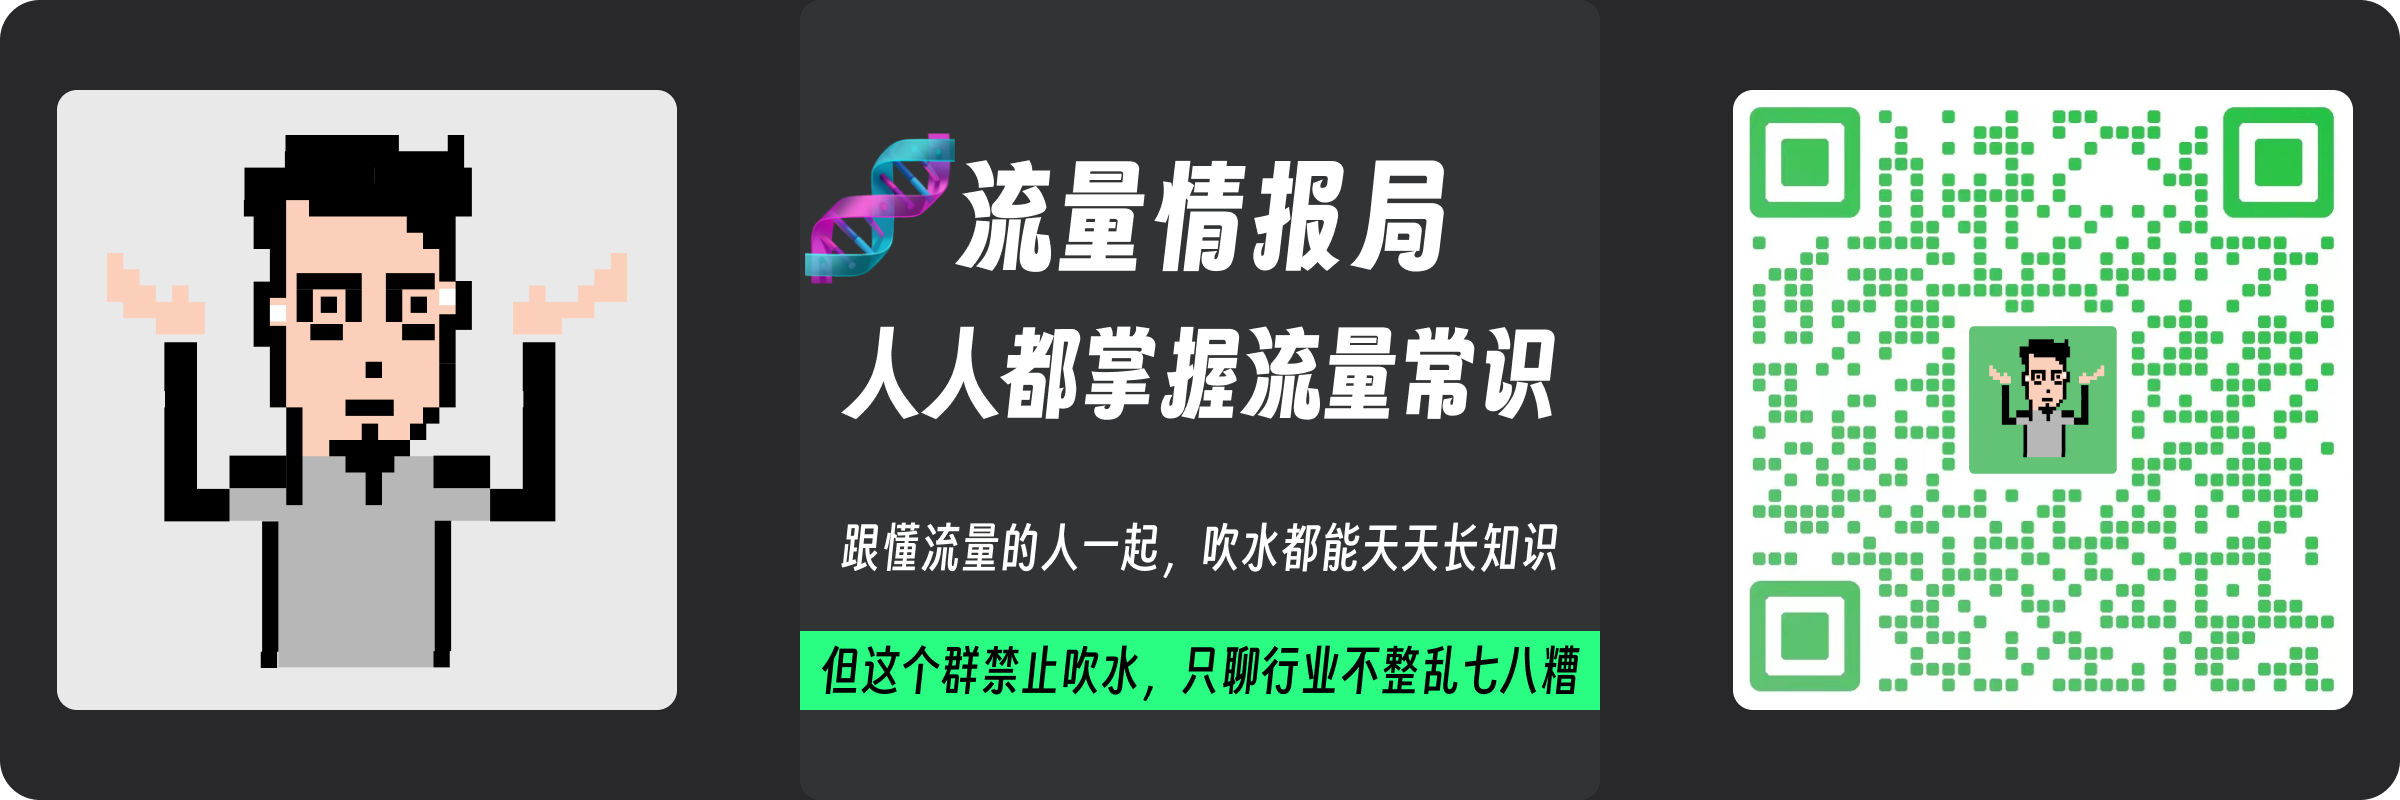 流量情报局
人人都掌握流量常识
跟懂流量的人一起，吹水都能天天长知识
但这个群禁止吹水，只聊行业不整乱七八糟